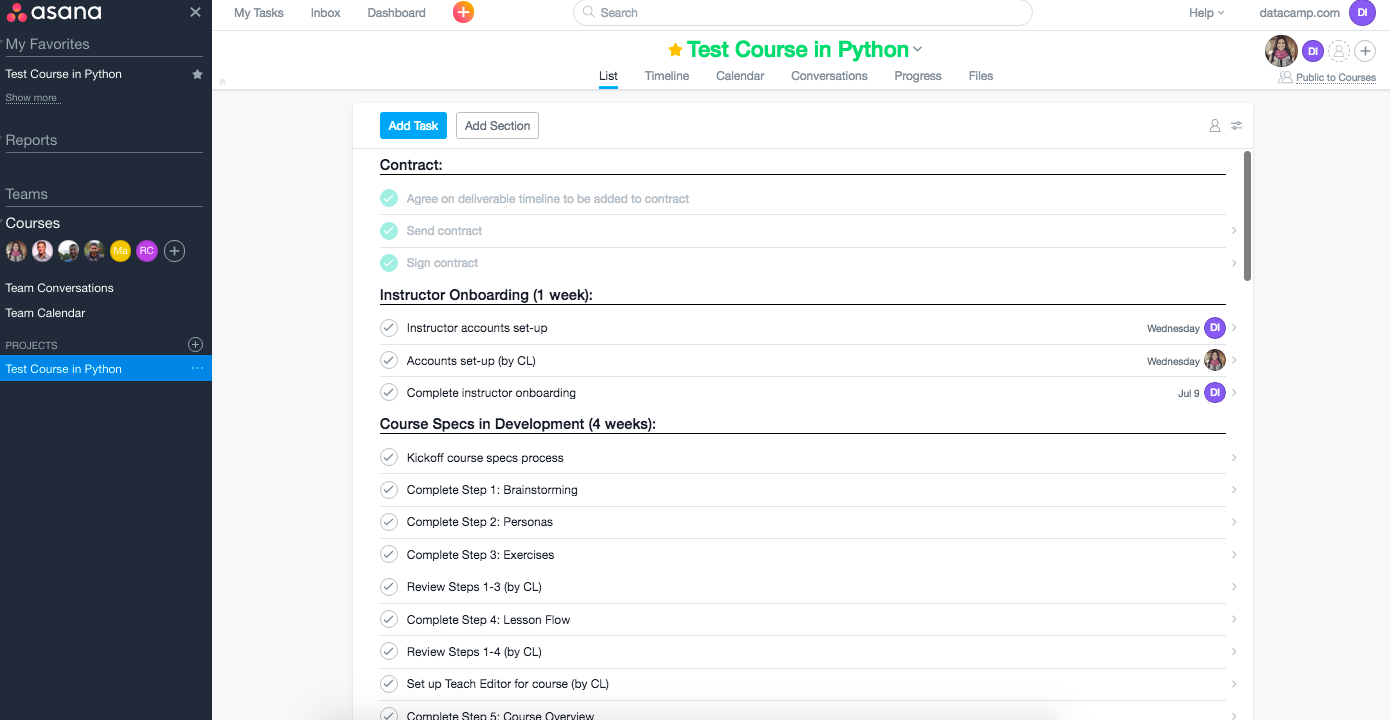 asana
My Favorites
Test Course in Python
Show more
Reports
Teams
Courses
Ma RC
Team Conversations
Team Calendar
PROJECTS
Test Course in Python
My Tasks Inbox Dashboard Search Help datacamp.com DI
Test Course in Python
DI
List Timeline Calendar Conversations Progress Files
Public to Courses
Add Task Add Section
Contract:
Agree on deliverable timeline to be added to contract
Send contract
Sign contract
Instructor Onboarding (1 week):
Instructor accounts set-up Wednesday DI
Accounts set-up (by CL) Wednesday
Complete instructor onboarding Jul 9 DI
Course Specs in Development (4 weeks):
Kickoff course specs process
Complete Step 1: Brainstorming
Complete Step 2: Personas
Complete Step 3: Exercises
Review Steps 1-3 (by CL)
Complete Step 4: Lesson Flow
Review Steps 1-4 (by CL)
Set up Teach Editor for course (by CL)
Complete Step 5: Course Overview